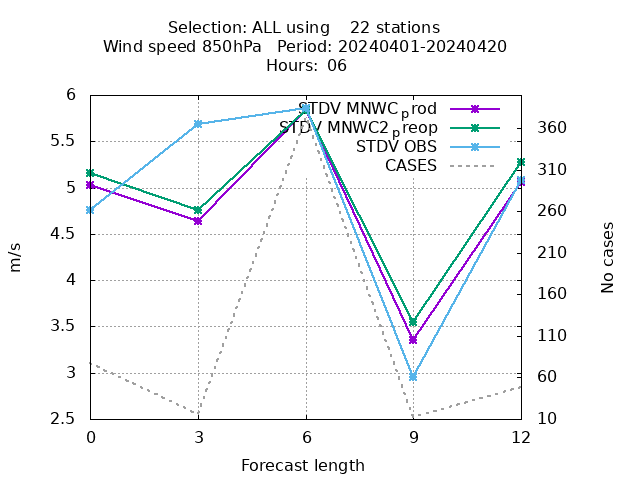 Selection: ALL using 22 stations
Wind speed 850hPa Period: 20240401-20240420
Hours: 06
STDV MNWC_prod
STDV MNWC2_preop
STDV OBS
CASES
6
5.5
5
4.5
4
3.5
3
2.5
m/s
360
310
260
210
160
110
60
10
No cases
0 3 6 9 12
Forecast length